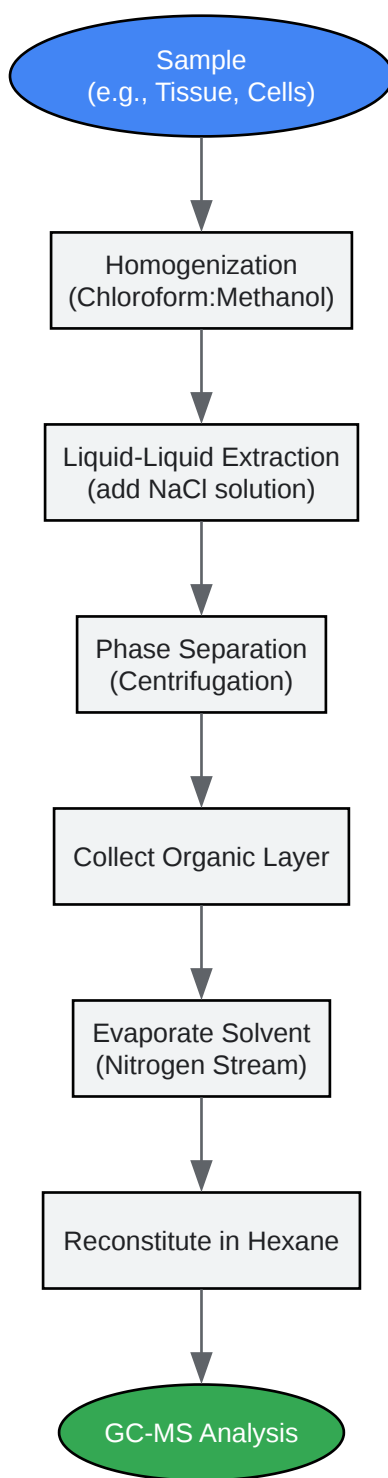 Sample
(e.g., Tissue, Cells)
Homogenization
(Chloroform:Methanol)
Liquid-Liquid Extraction
(add NaCl solution)
Phase Separation
(Centrifugation)
Collect Organic Layer
Evaporate Solvent
(Nitrogen Stream)
Reconstitute in Hexane
GC-MS Analysis